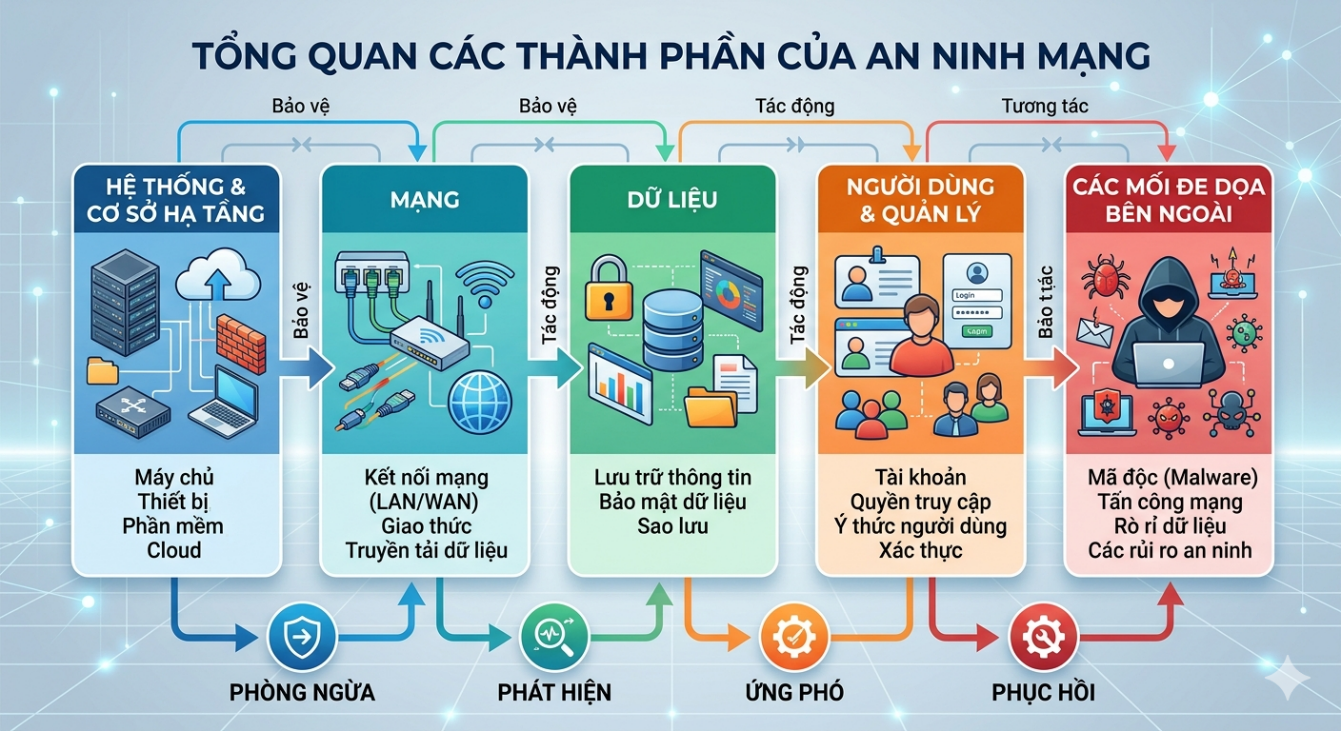 TỔNG QUAN CÁC THÀNH PHẦN CỦA AN NINH MẠNG
Bảo vệ
Bảo vệ
Tác động
Tương tác
HỆ THỐNG &
CƠ SỞ HẠ TẦNG
MẠNG
DỮ LIỆU
NGƯỜI DÙNG
& QUẢN LÝ
CÁC MỐI ĐE DỌA
BÊN NGOÀI
Bảo vệ
Tác động
Tác động
Login
Máy chủ
Thiết bị
Phần mềm
Cloud
Kết nối mạng
(LAN/WAN)
Giao thức
Truyền tải dữ liệu
Lưu trữ thông tin
Bảo mật dữ liệu
Sao lưu
Tài khoản
Quyền truy cập
Ý thức người dùng
Xác thực
Mã độc (Malware)
Tấn công mạng
Rò rỉ dữ liệu
Các rủi ro an ninh
PHÒNG NGỪA
PHÁT HIỆN
ỨNG PHÓ
PHỤC HỒI